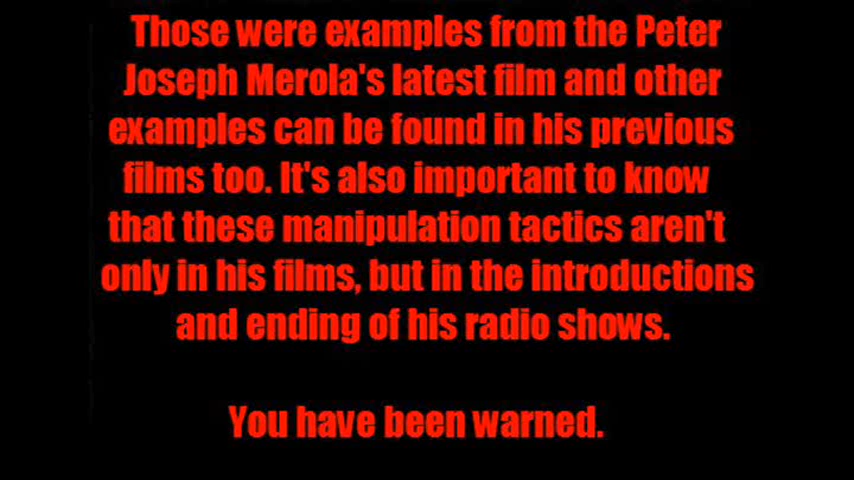 Those were examples from the Peter
Joseph Merola's latest film and other
examples can be found in his previous
films too. It's also important to know
that these manipulation tactics aren't
only in his films, but in the introductions
and ending of his radio shows.
You have been warned.